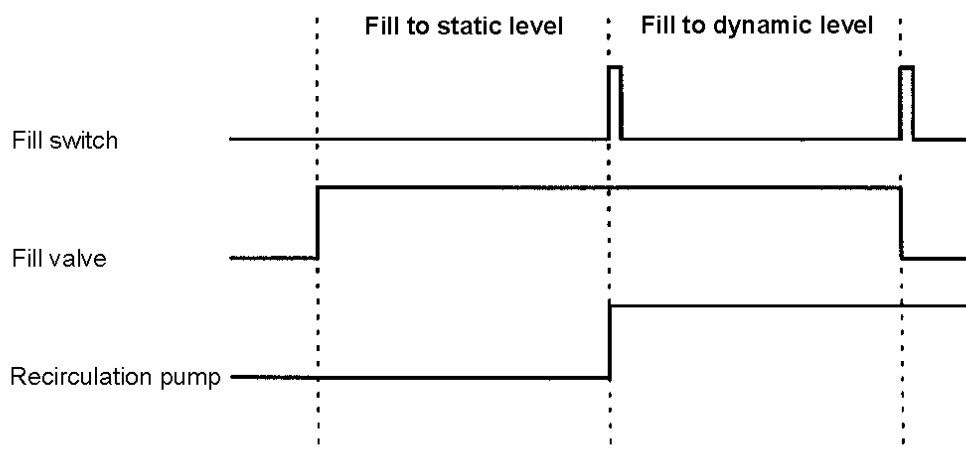 Fill to static level
Fill to dynamic level
Fill switch
Fill valve
Recirculation pump